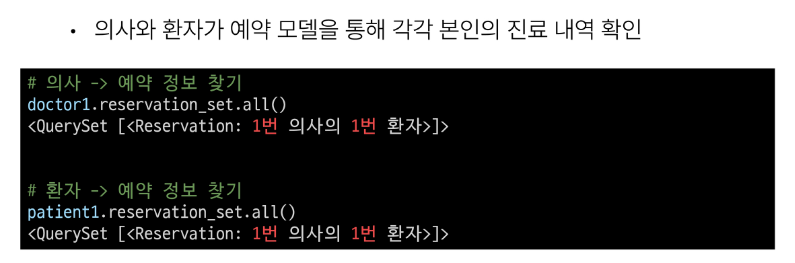 • 의사와 환자가 예약 모델을 통해 각각 본인의 진료 내역 확인
# 의사 -> 예약 정보 찾기
doctor1.reservation_set.all()
<QuerySet [<Reservation: 1번 의사의 1번 환자>]>
# 환자 -> 예약 정보 찾기
patient1.reservation_set.all()
<QuerySet [<Reservation: 1번 의사의 1번 환자>]>